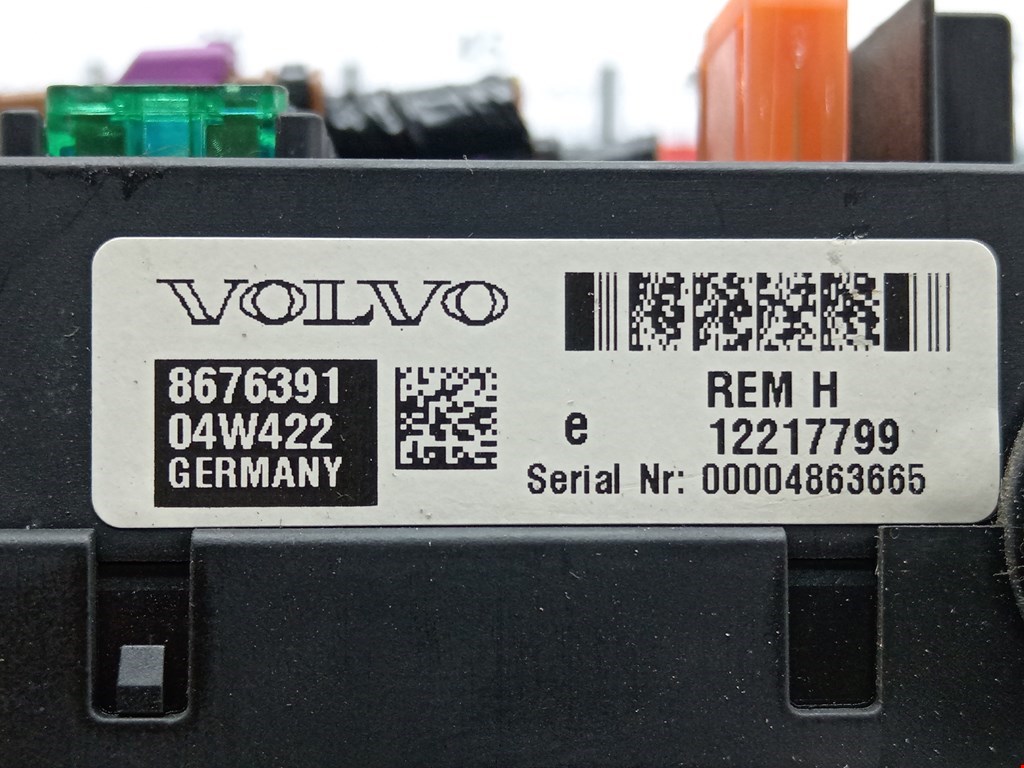 VOLVO
8676391
04W422
GERMANY
REM H
e 12217799
Serial Nr: 00004863665